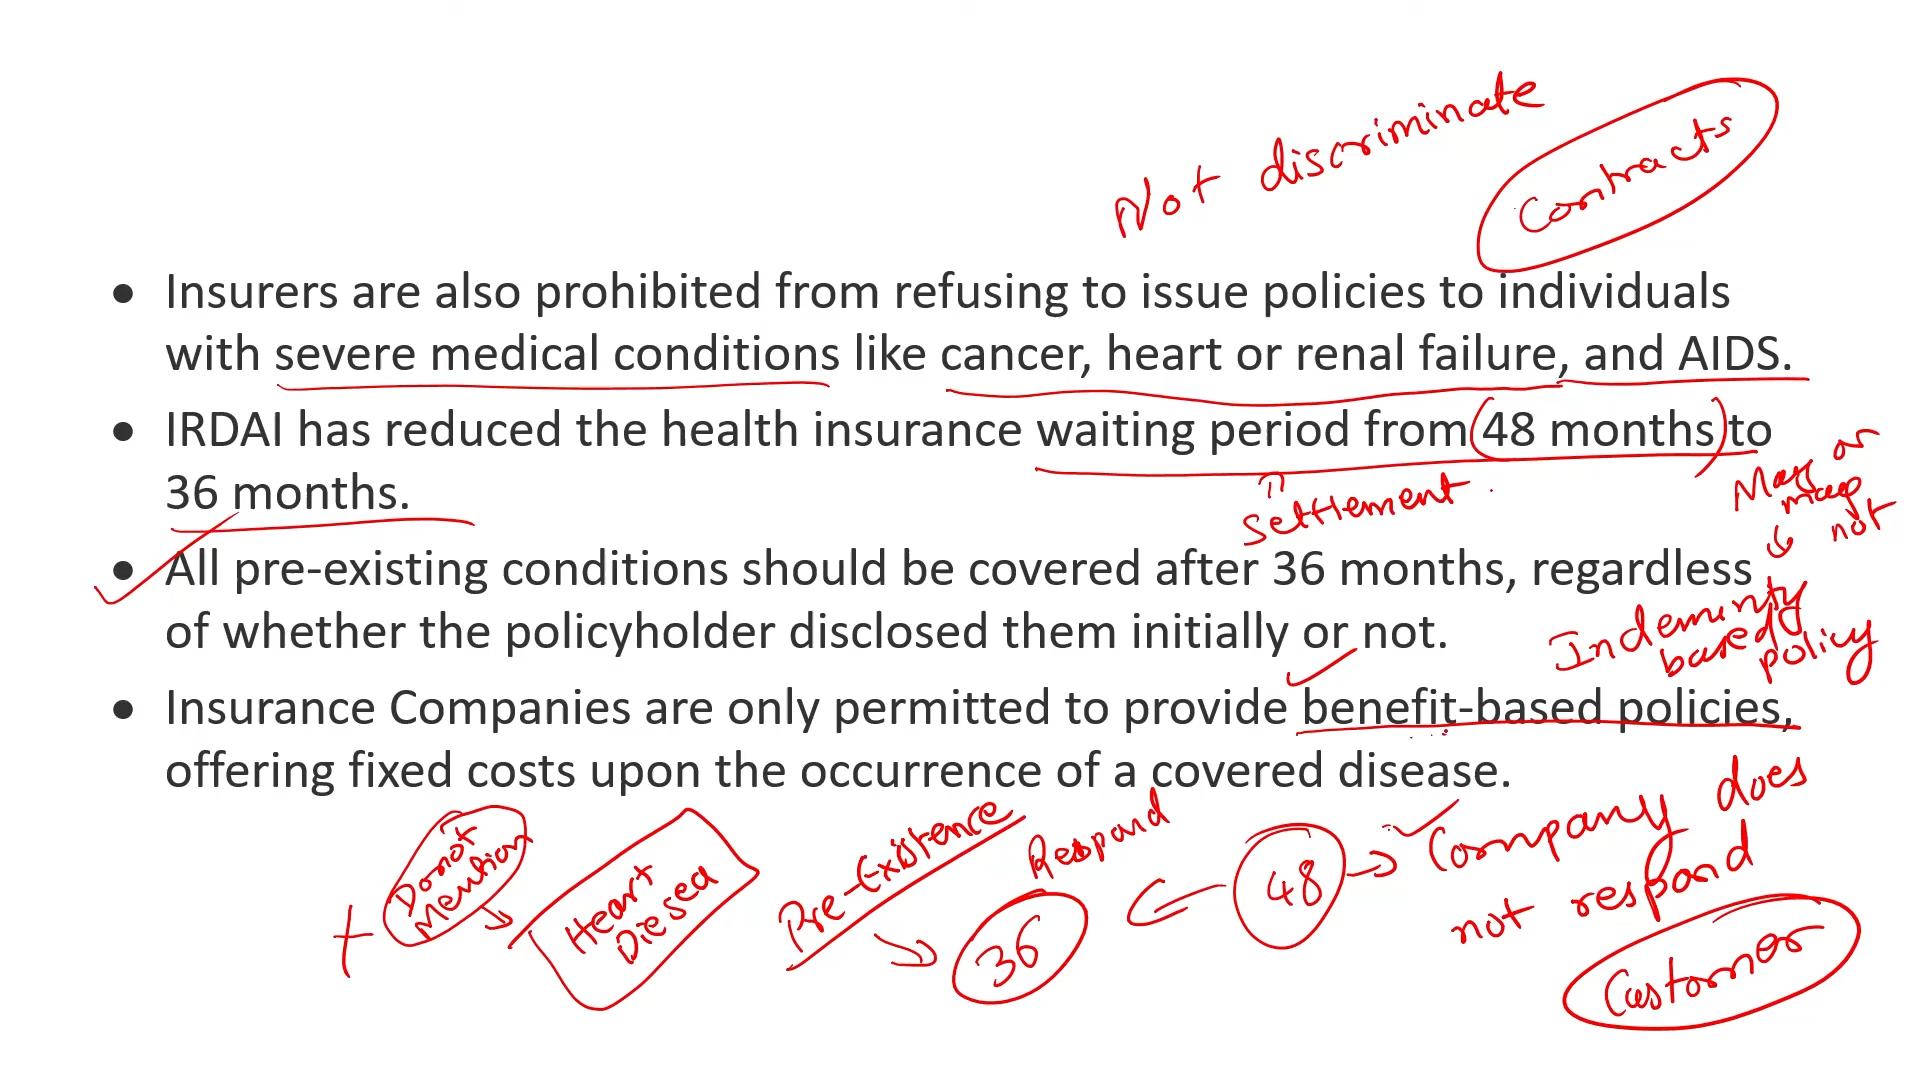 Not discriminate
Contracts
• Insurers are also prohibited from refusing to issue policies to individuals
with severe medical conditions like cancer, heart or renal failure, and AIDS.
• IRDAI has reduced the health insurance waiting period from (48 months) to
36 months.
Settlement
May or
may
not
• All pre-existing conditions should be covered after 36 months, regardless
of whether the policyholder disclosed them initially or not.
Indeminty
based
policy
• Insurance Companies are only permitted to provide benefit-based policies,
offering fixed costs upon the occurrence of a covered disease.
Donot
Mention
Heart
Diesea
Pre-Existence
36
Respond
48
Company does
not respond
Customer